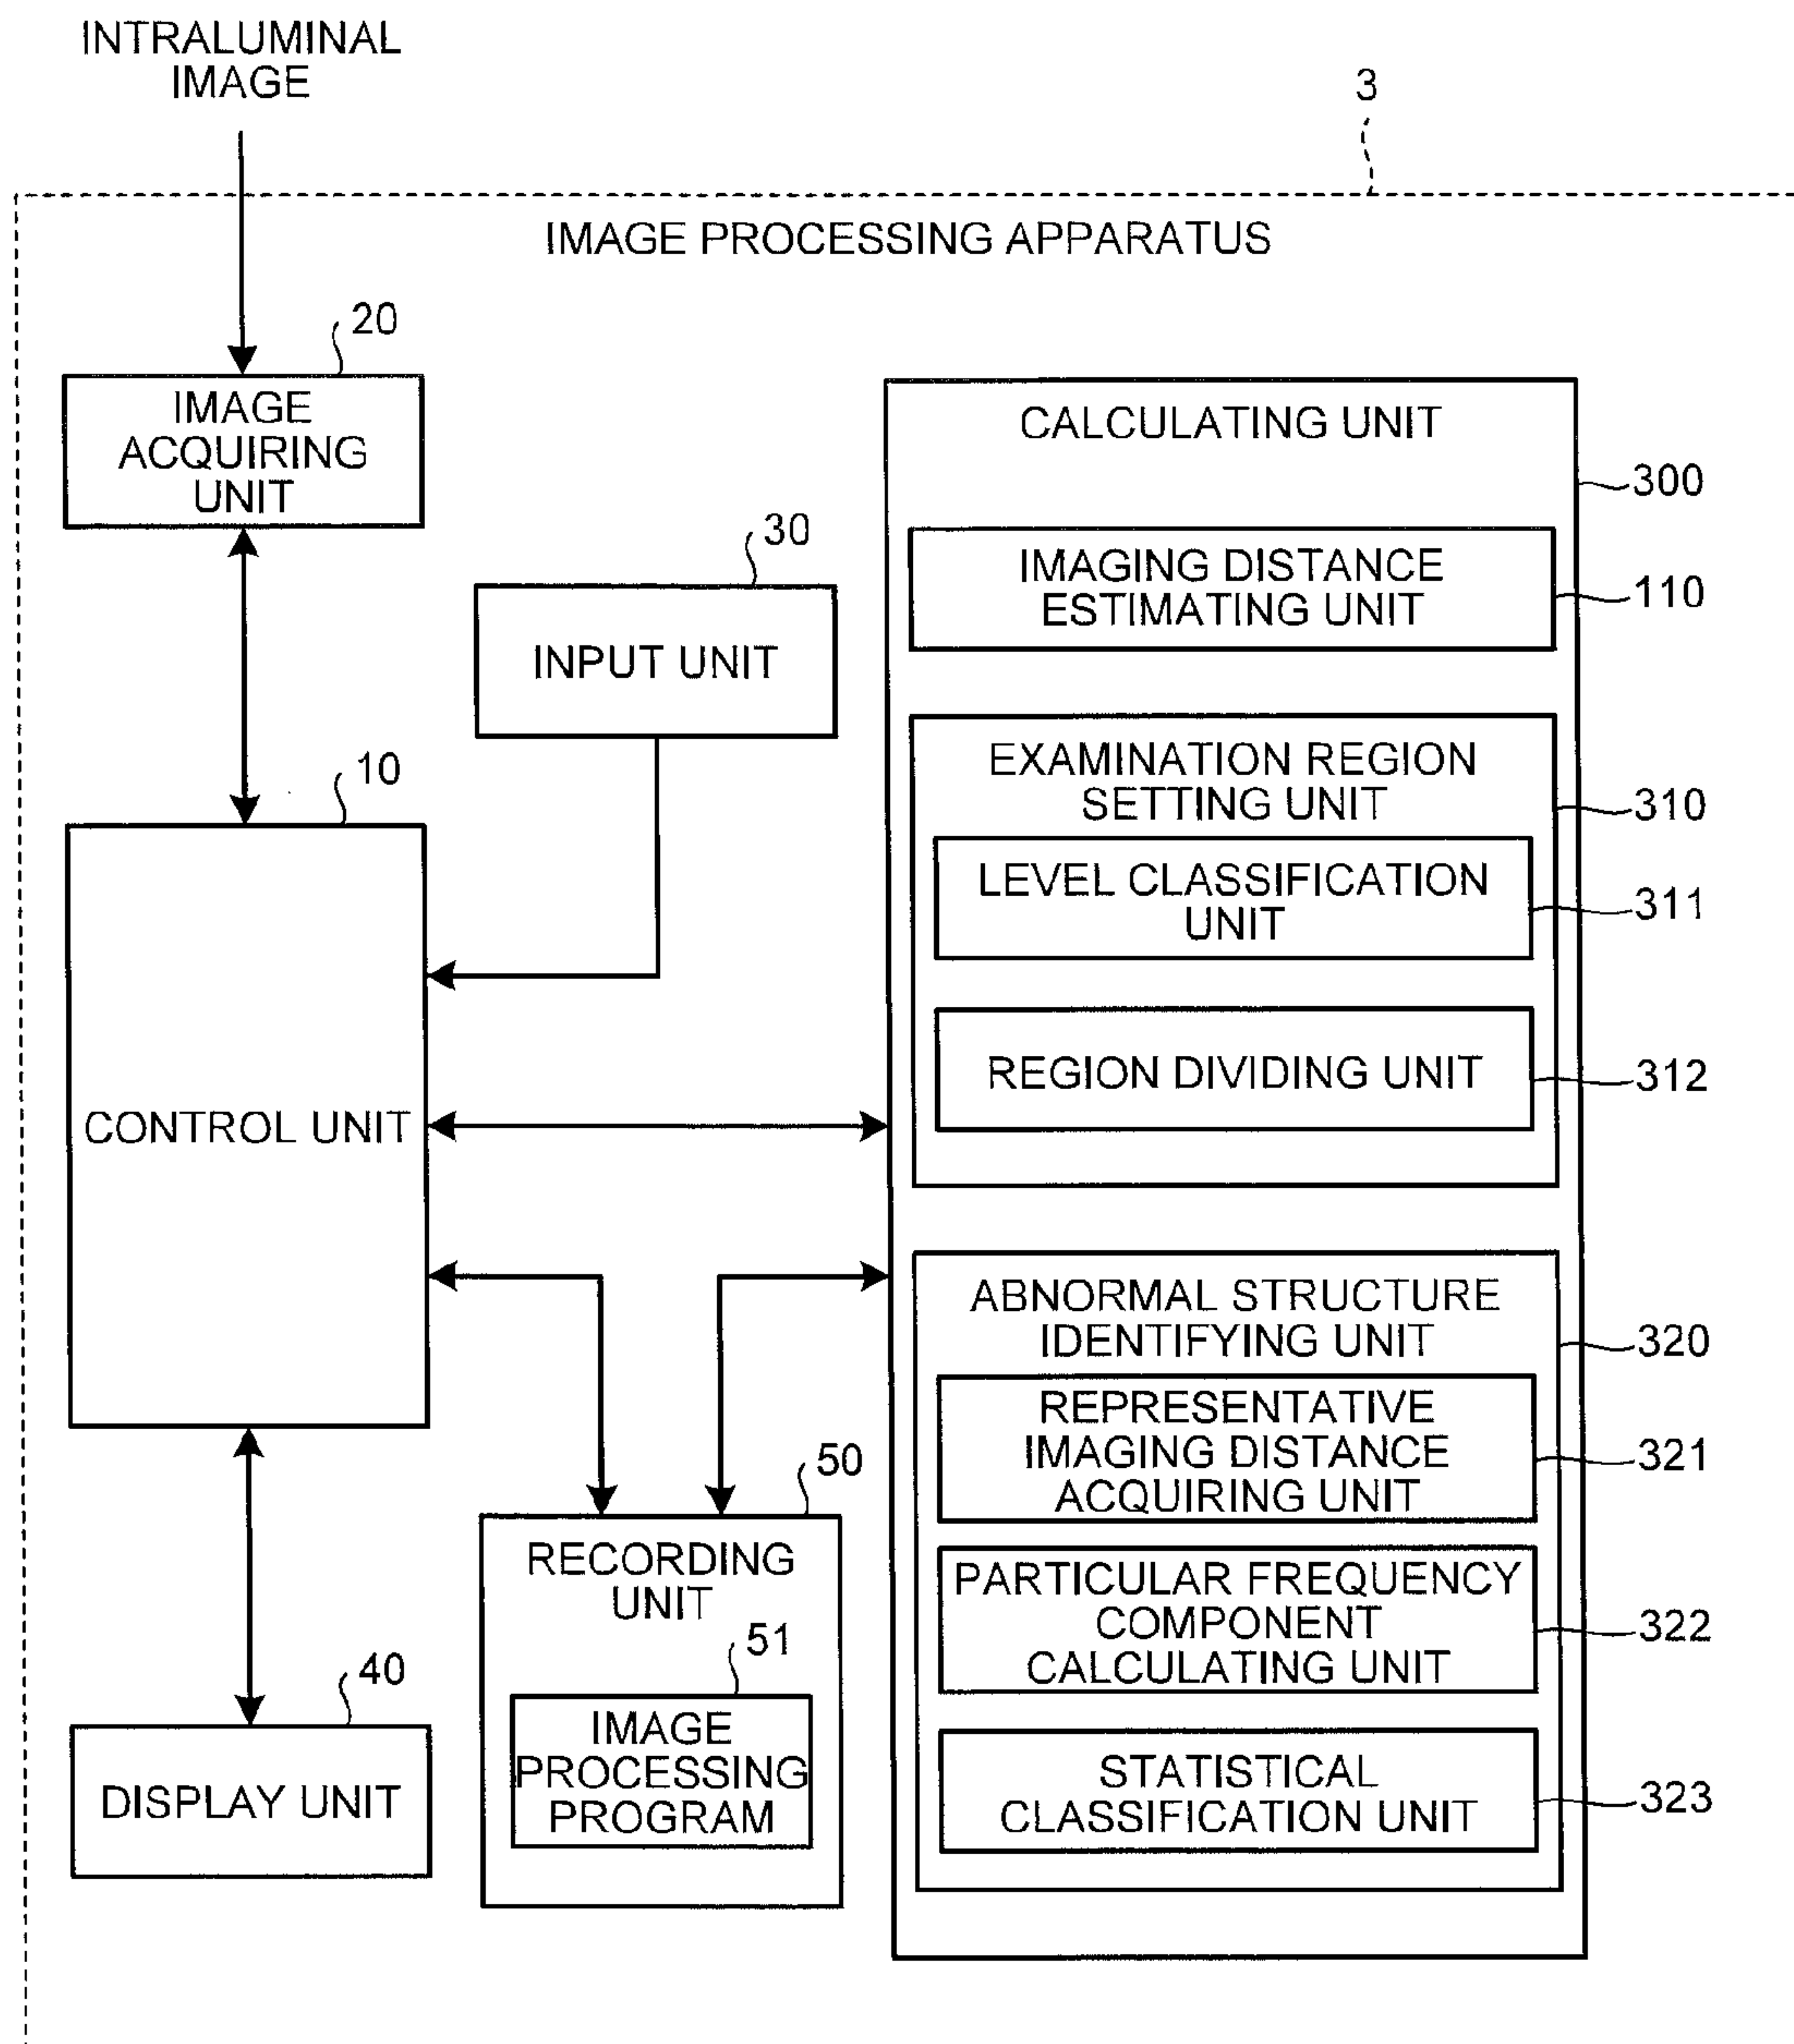 INTRALUMINAL
IMAGE
3
IMAGE PROCESSING APPARATUS
20
IMAGE
ACQUIRING
UNIT
30
INPUT UNIT
10
CONTROL UNIT
40
DISPLAY UNIT
50
RECORDING
UNIT
51
IMAGE
PROCESSING
PROGRAM
CALCULATING UNIT
300
IMAGING DISTANCE
ESTIMATING UNIT
110
EXAMINATION REGION
SETTING UNIT
310
LEVEL CLASSIFICATION
UNIT
311
REGION DIVIDING UNIT
312
ABNORMAL STRUCTURE
IDENTIFYING UNIT
320
REPRESENTATIVE
IMAGING DISTANCE
ACQUIRING UNIT
321
PARTICULAR FREQUENCY
COMPONENT
CALCULATING UNIT
322
STATISTICAL
CLASSIFICATION UNIT
323